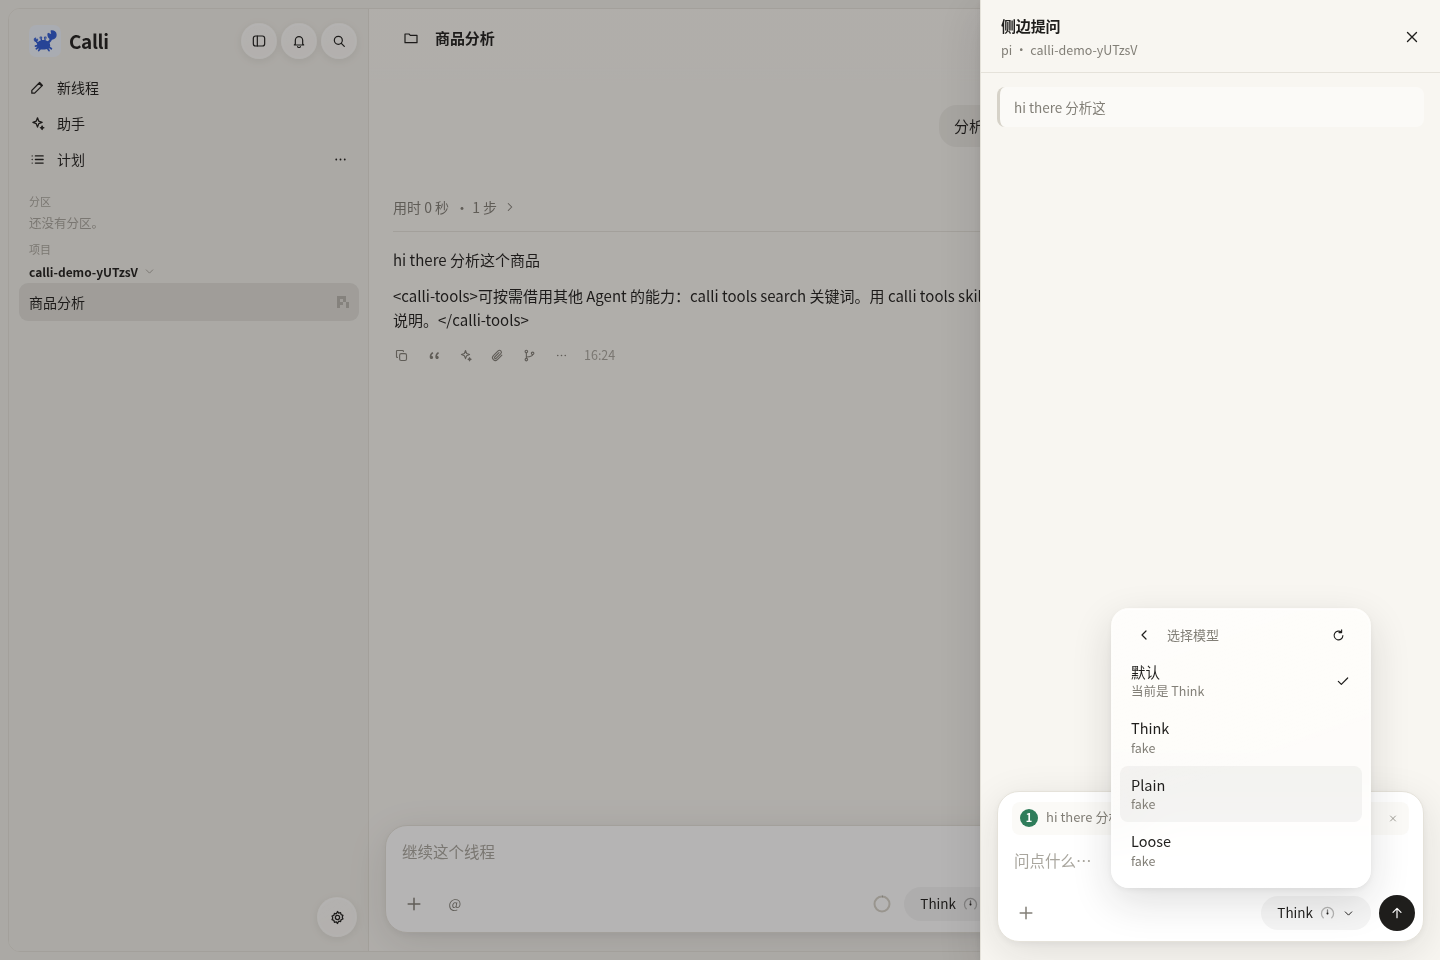 Calli
新线程
助手
计划
分区
还没有分区。
项目
calli-demo-yUTzsV
商品分析
商品分析
分析
用时 0 秒 • 1 步
hi there 分析这个商品
<calli-tools>可按需借用其他 Agent 的能力：calli tools search 关键词。用 calli tools skil
说明。</calli-tools>
16:24
继续这个线程
@
Think
侧边提问
pi • calli-demo-yUTzsV
hi there 分析这
选择模型
默认
当前是 Think
Think
fake
Plain
fake
Loose
fake
1 hi there 分
问点什么…
Think